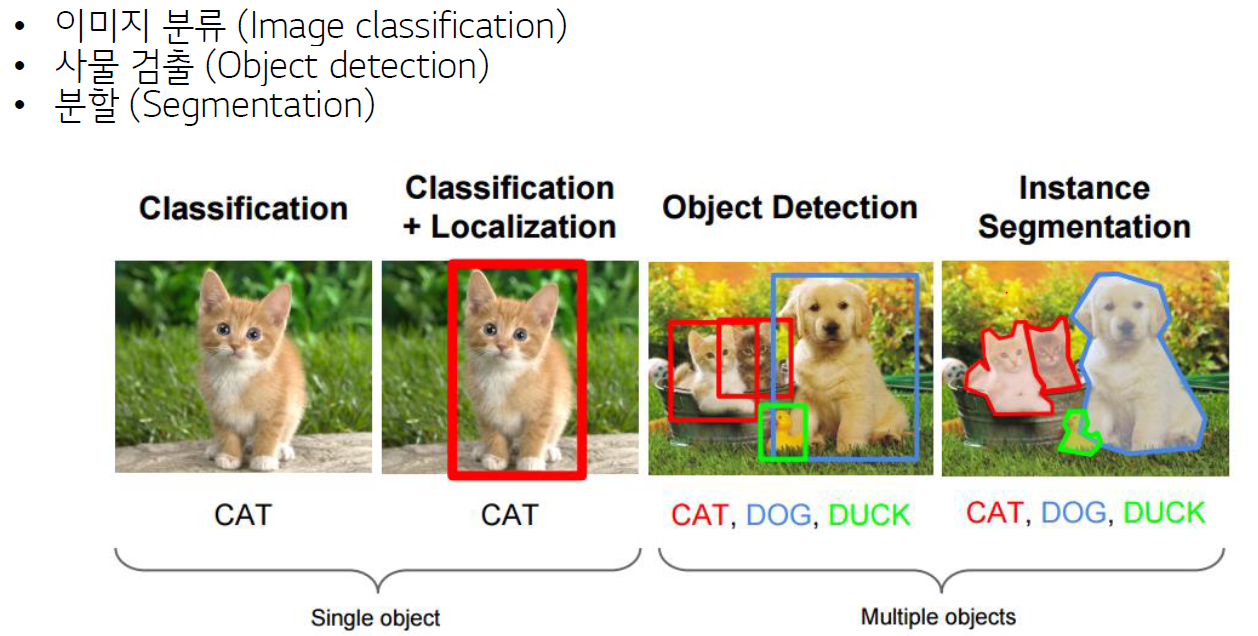 • 이미지 분류 (Image classification)
• 사물 검출 (Object detection)
• 분할 (Segmentation)
Classification
Classification
+ Localization
Object Detection
Instance
Segmentation
CAT
CAT
CAT, DOG, DUCK
CAT, DOG, DUCK
Single object
Multiple objects